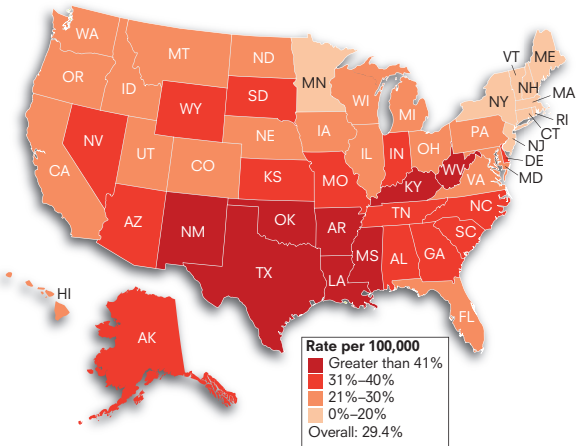 WA
MT
ND
MN
VT
ME
OR
ID
SD
WI
NH
MA
WY
MI
NY
RI
CT
NV
NE
IA
PA
NJ
CA
UT
CO
IL
IN
OH
DE
WV
MD
KS
MO
KY
VA
AZ
NM
OK
AR
TN
NC
SC
TX
LA
MS
AL
GA
HI
FL
AK
Rate per 100,000
Greater than 41%
31%–40%
21%–30%
0%–20%
Overall: 29.4%